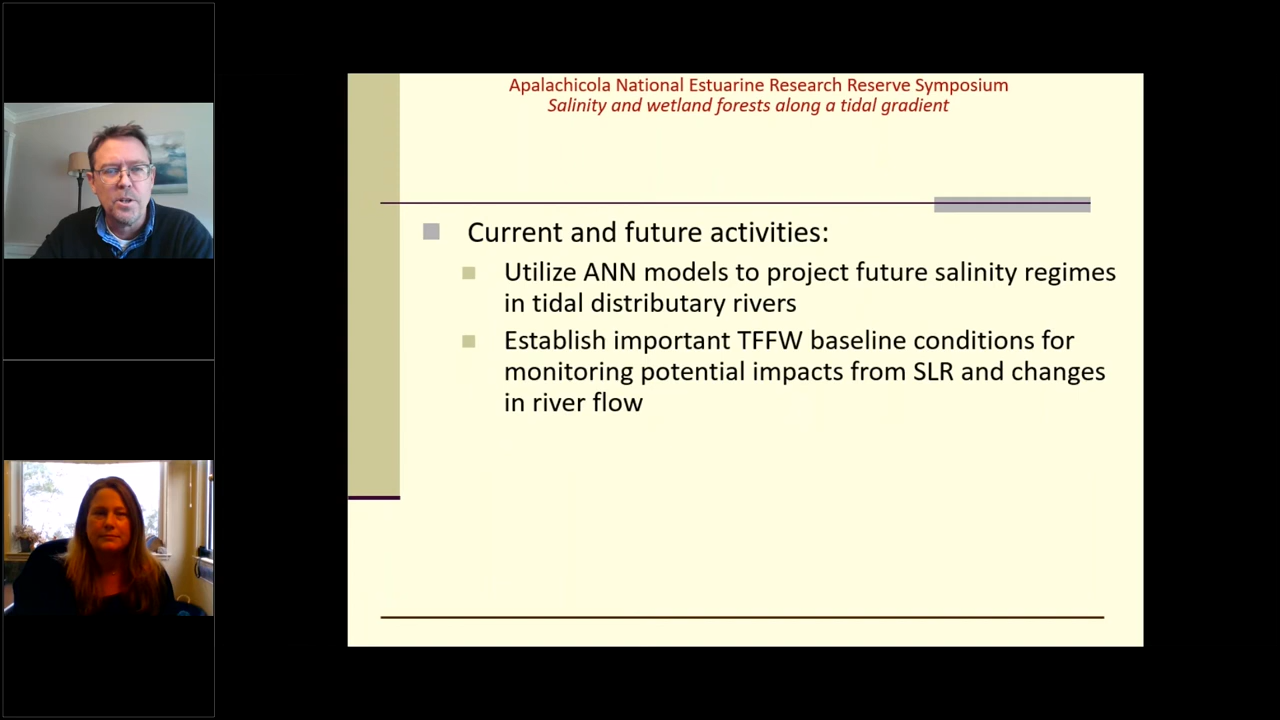 Apalachicola National Estuarine Research Reserve Symposium
Salinity and wetland forests along a tidal gradient
Current and future activities:
Utilize ANN models to project future salinity regimes
in tidal distributary rivers
Establish important TFFW baseline conditions for
monitoring potential impacts from SLR and changes
in river flow